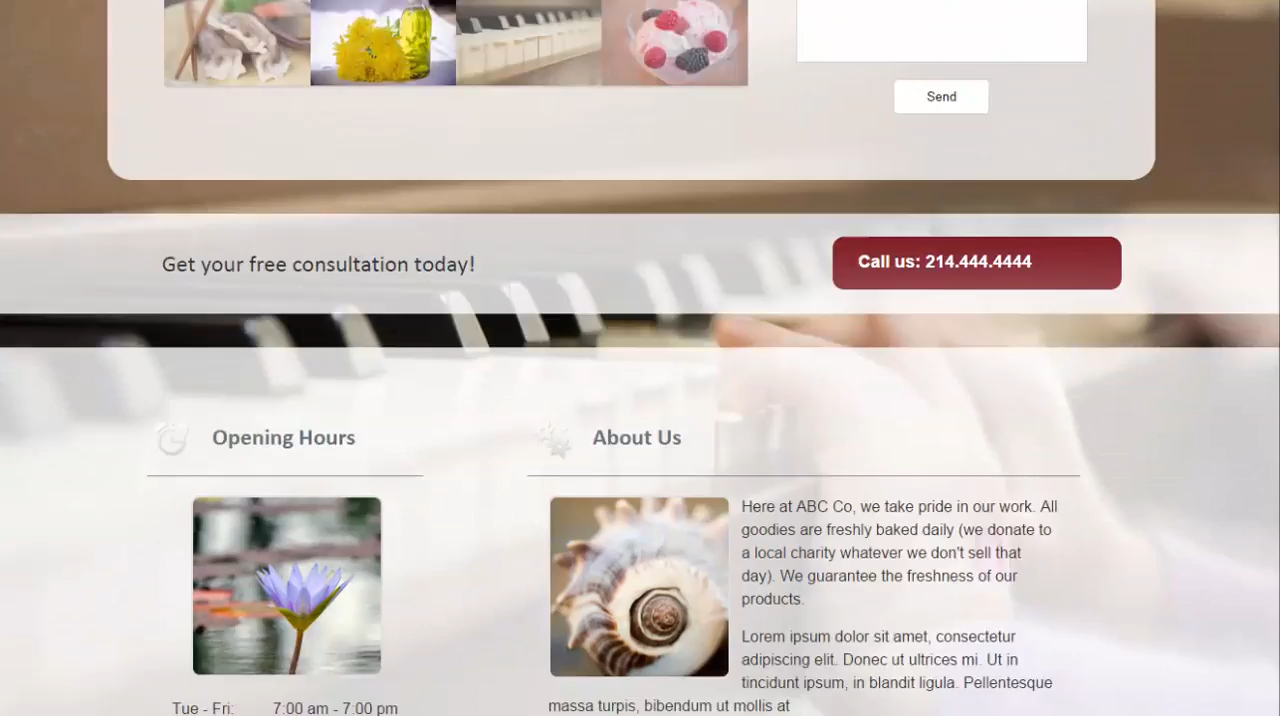 Send
Get your free consultation today!
Call us: 214.444.4444
Opening Hours
About Us
Here at ABC Co, we take pride in our work. All
goodies are freshly baked daily (we donate to
a local charity whatever we don't sell that
day). We guarantee the freshness of our
products.
Lorem ipsum dolor sit amet, consectetur
adipiscing elit. Donec ut ultrices mi. Ut in
tincidunt ipsum, in blandit ligula. Pellentesque
massa turpis, bibendum ut mollis at
Tue - Fri: 7:00 am - 7:00 pm